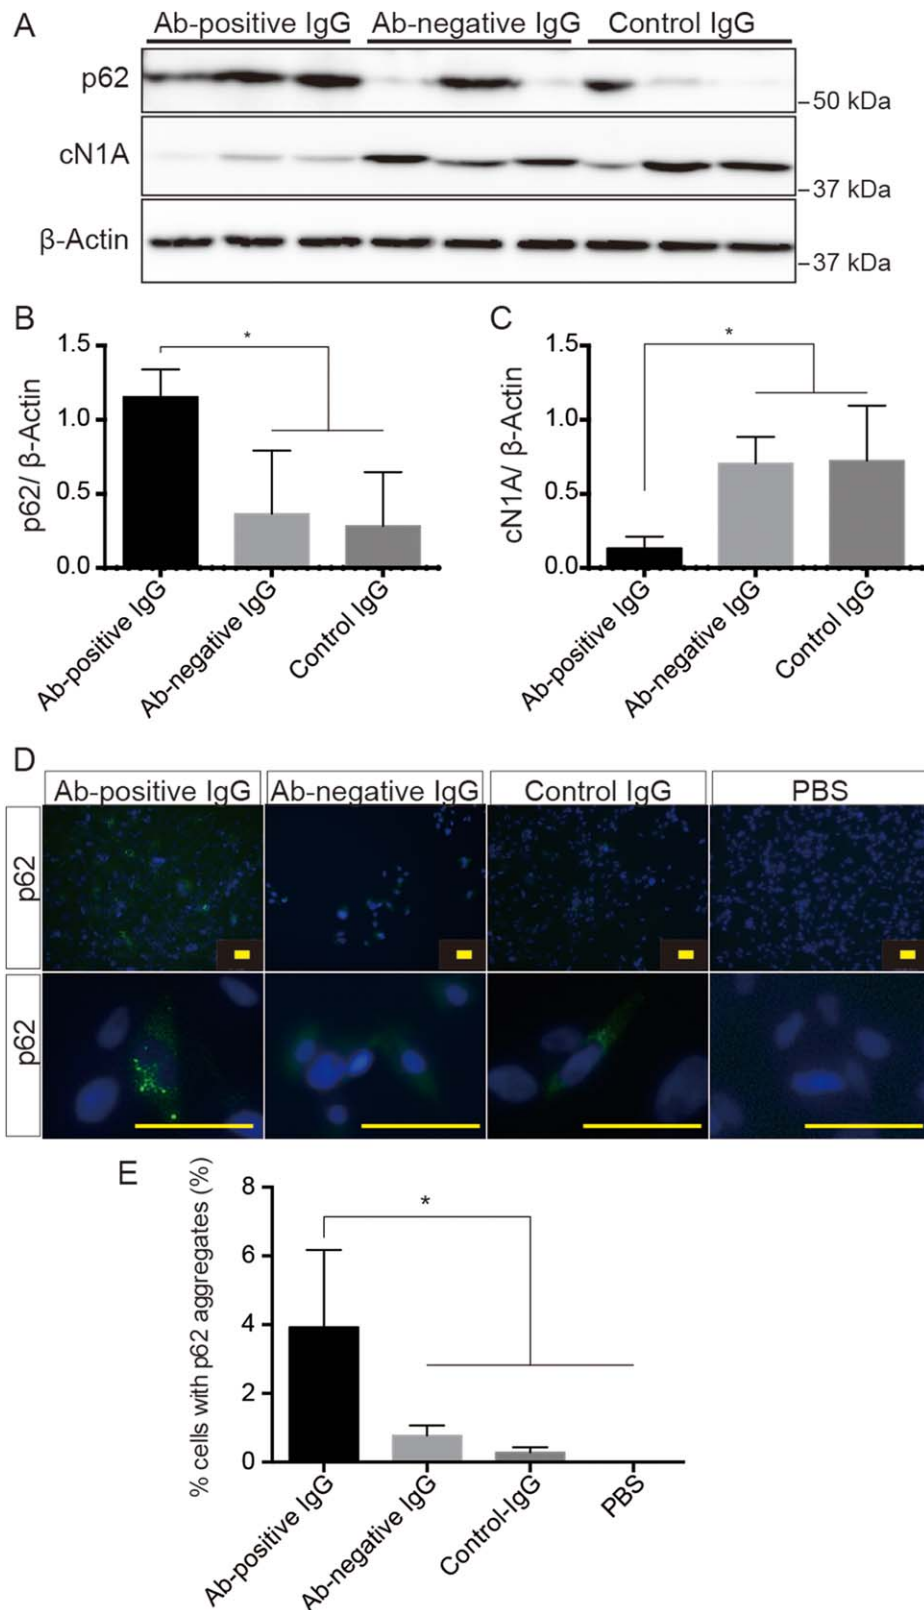 A
Ab-positive IgG Ab-negative IgG Control IgG
p62
50 kDa
cN1A
37 kDa
β-Actin
37 kDa
B
*
1.5
1.0
0.5
0.0
p62/ β-Actin
Ab-positive IgG
Ab-negative IgG
Control IgG
C
*
1.5
1.0
0.5
0.0
cN1A/ β-Actin
Ab-positive IgG
Ab-negative IgG
Control IgG
D
Ab-positive IgG Ab-negative IgG Control IgG PBS
p62
p62
E
*
8
6
4
2
0
% cells with p62 aggregates (%)
Ab-positive IgG
Ab-negative IgG
Control-IgG
PBS